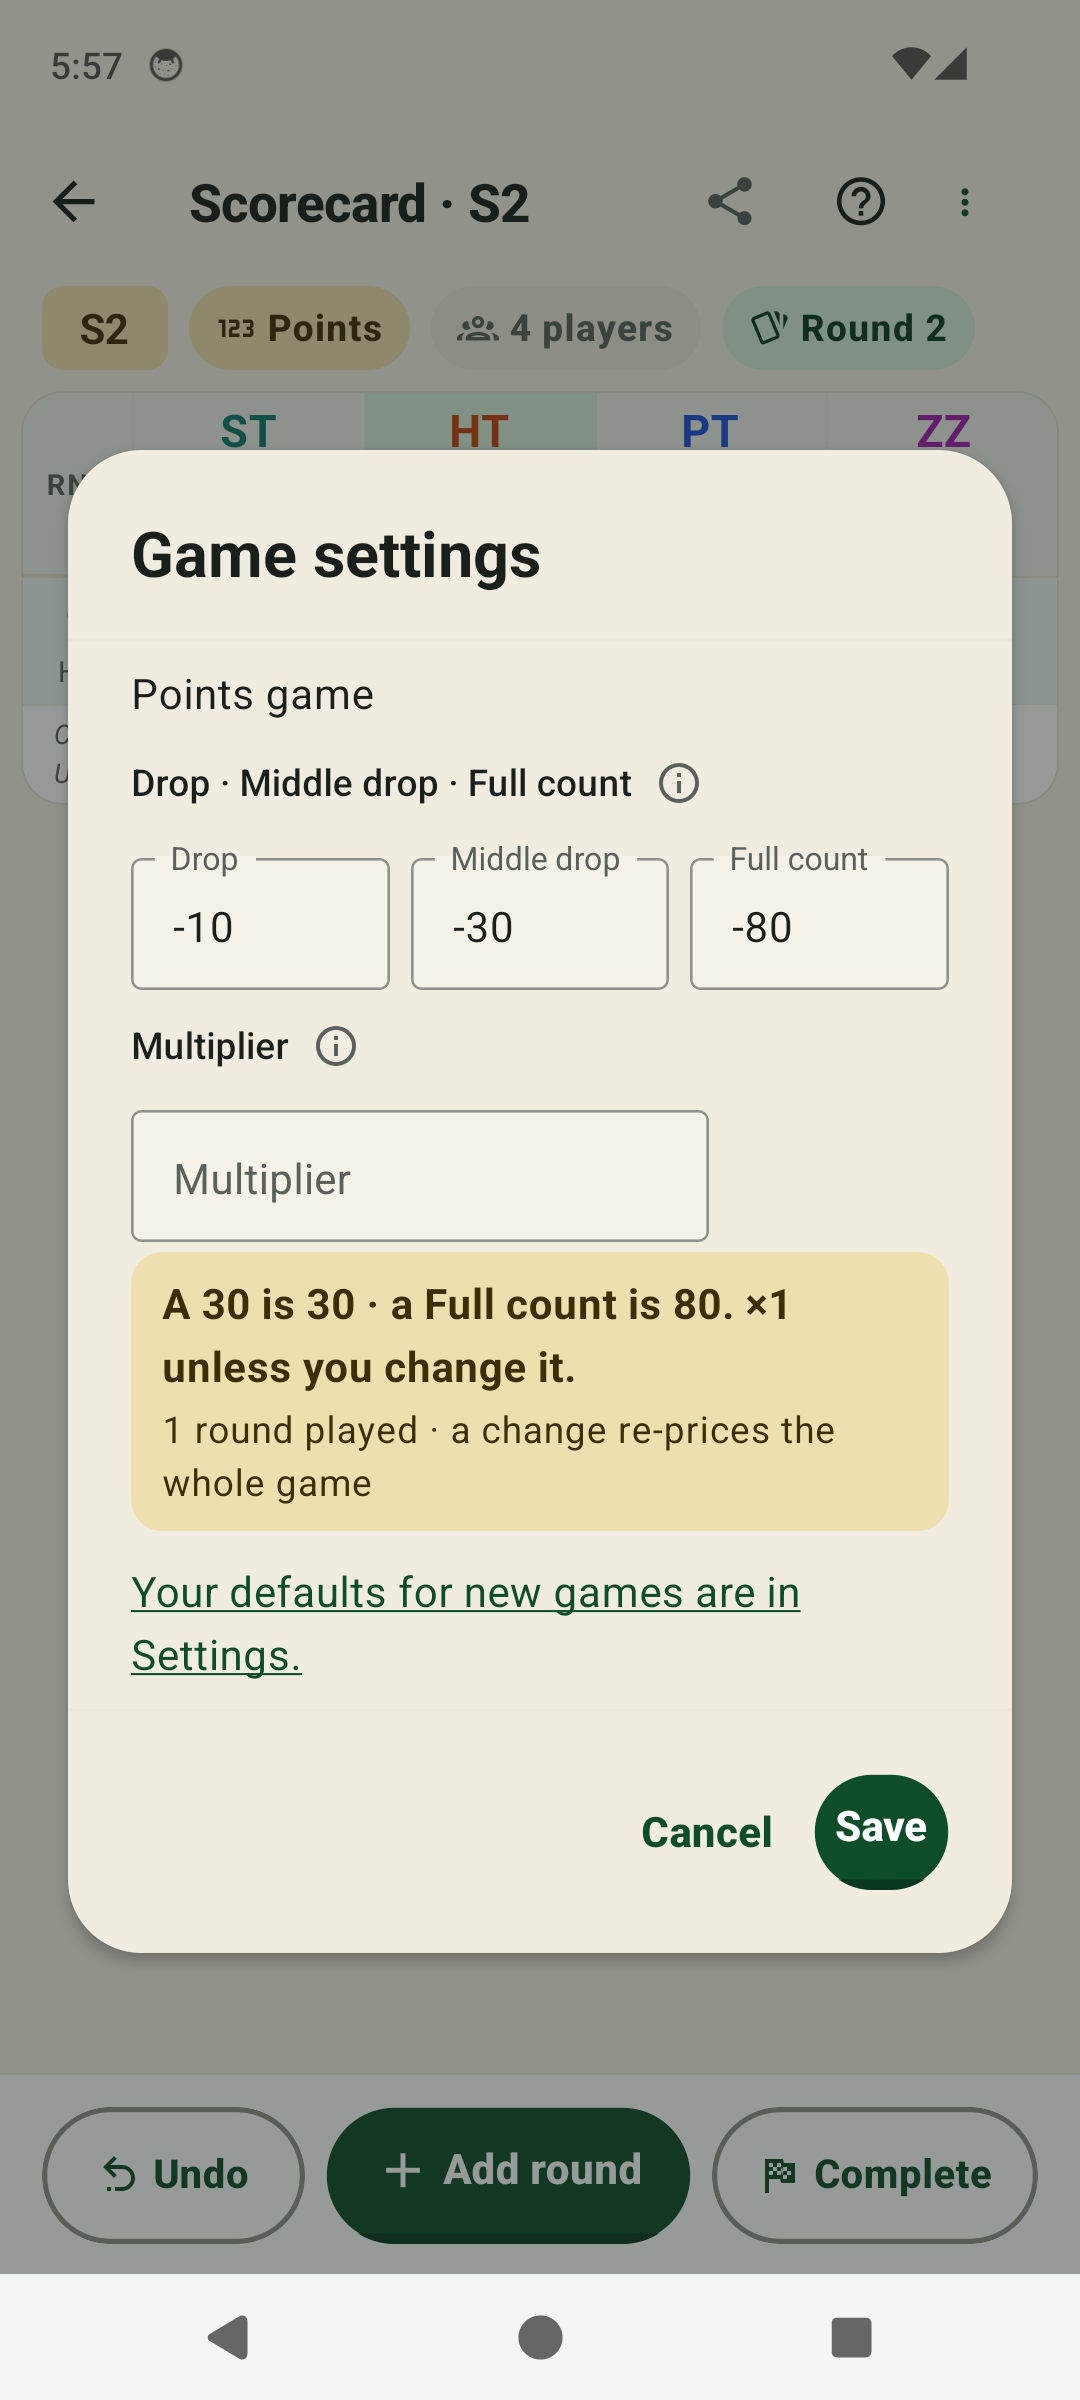 5:57
Scorecard · S2
S2
123 Points
4 players
Round 2
ST
HT
PT
ZZ
Game settings
Points game
Drop · Middle drop · Full count
Drop
Middle drop
Full count
-10
-30
-80
Multiplier
Multiplier
A 30 is 30 · a Full count is 80. ×1
unless you change it.
1 round played · a change re-prices the
whole game
Your defaults for new games are in
Settings.
Cancel
Save
Undo
Add round
Complete